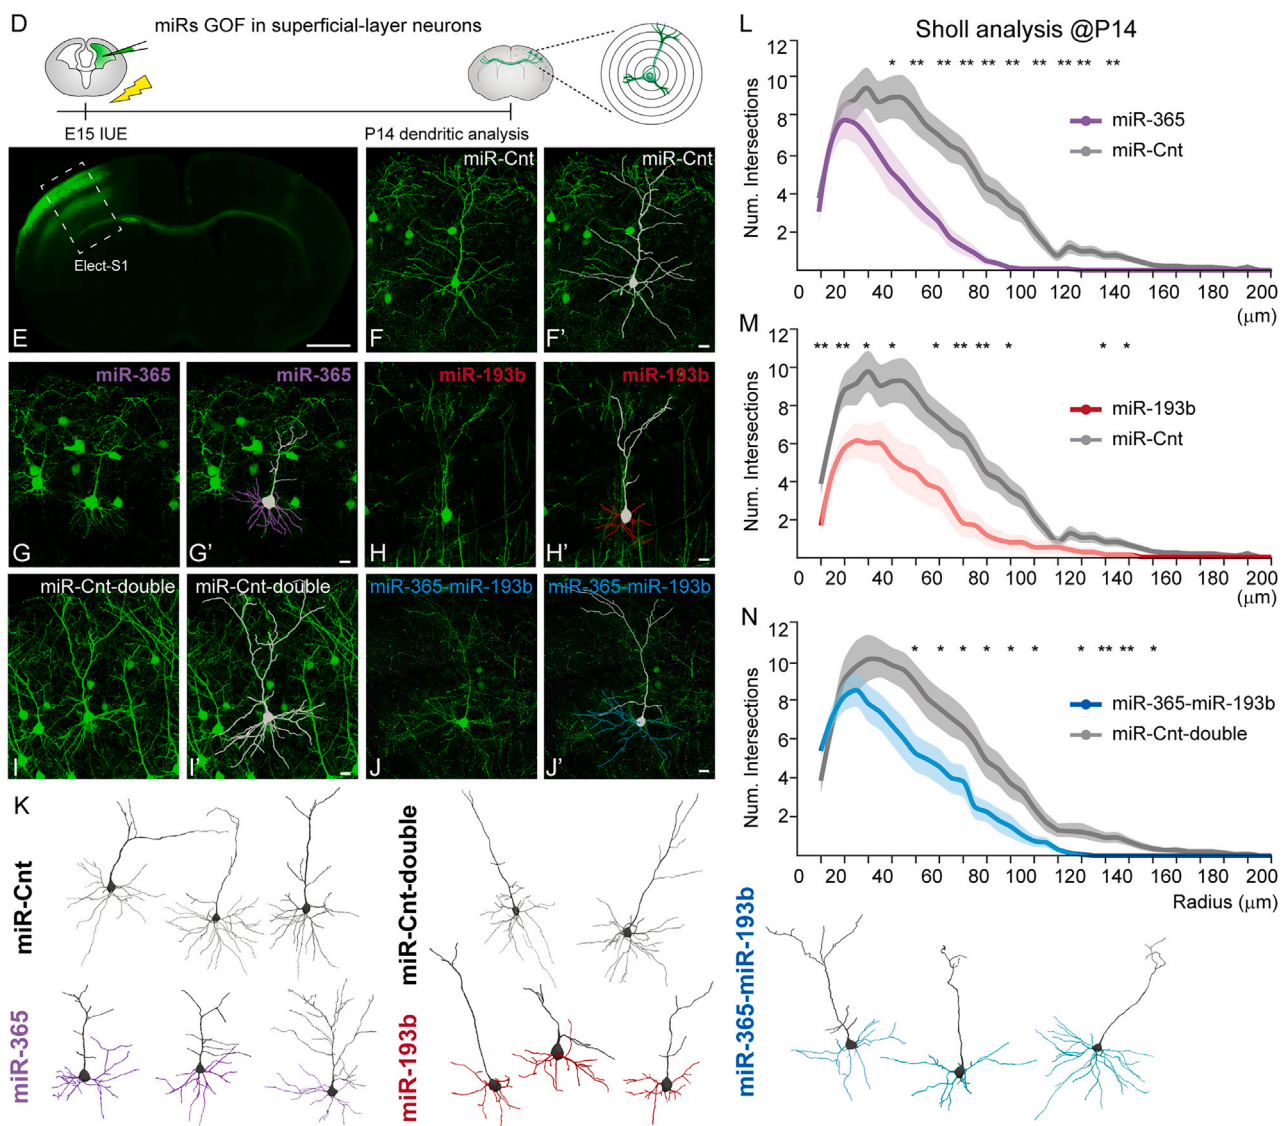 D
miRs GOF in superficial-layer neurons
E15 IUE
P14 dendritic analysis
Elect-S1
E
miR-Cnt
F
miR-Cnt
F'
miR-365
G
miR-365
G'
miR-193b
H
miR-193b
H'
miR-Cnt-double
I
miR-Cnt-double
I'
miR-365-miR-193b
J
miR-365-miR-193b
J'
K
miR-Cnt
miR-Cnt-double
miR-365
miR-193b
miR-365-miR-193b
L
Sholl analysis @P14
Num. Intersections
12
10
8
6
4
2
* ** ** ** ** ** ** ** ** **
miR-365
miR-Cnt
0 20 40 60 80 100 120 140 160 180 200
(μm)
M
Num. Intersections
12
10
8
6
4
2
** ** * * * ** ** * * *
miR-193b
miR-Cnt
0 20 40 60 80 100 120 140 160 180 200
(μm)
N
Num. Intersections
12
10
8
6
4
2
* * * * * * * ** ** *
miR-365-miR-193b
miR-Cnt-double
0 20 40 60 80 100 120 140 160 180 200
Radius (μm)